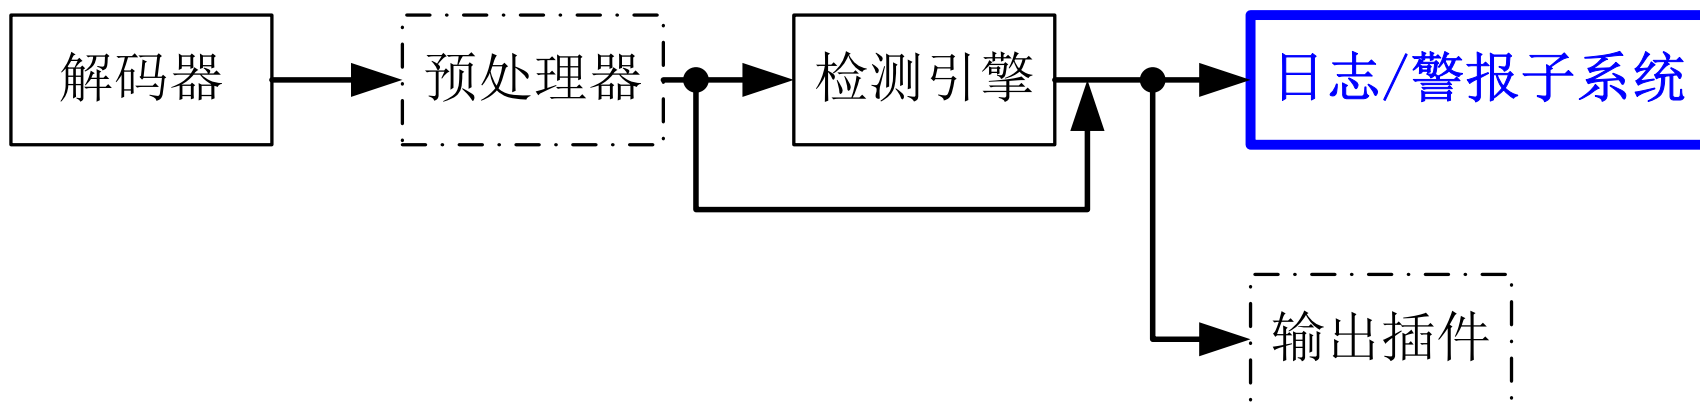 解码器
预处理器
检测引擎
日志/警报子系统
输出插件